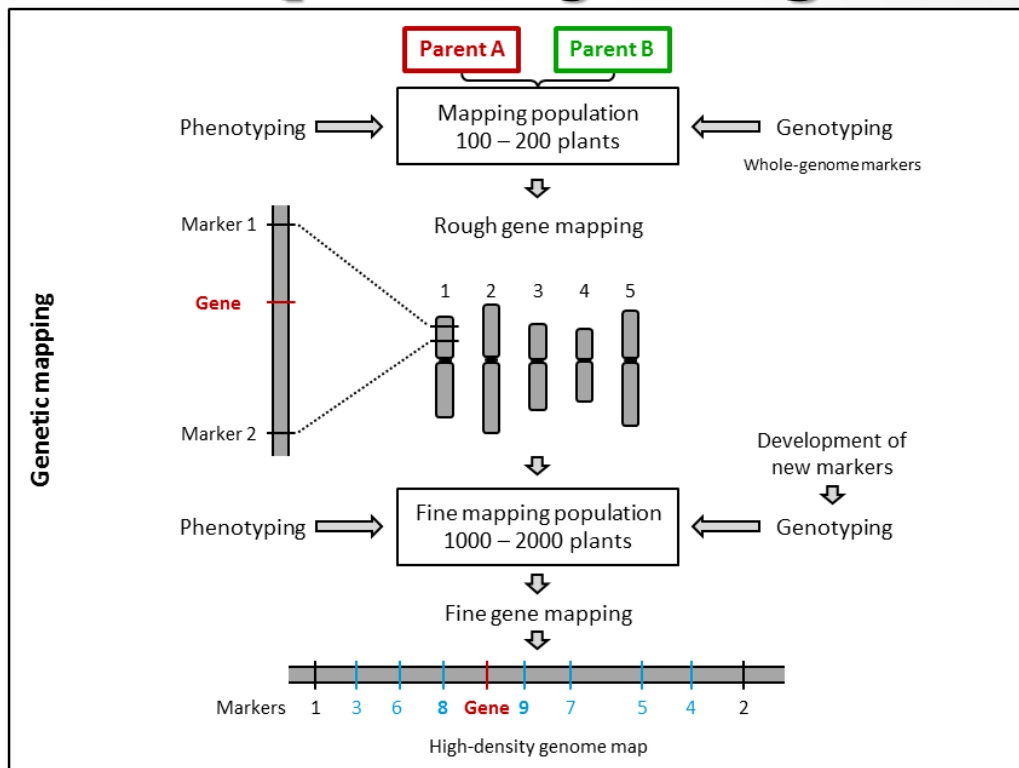 Parent A
Parent B
Phenotyping
Mapping population
100 – 200 plants
Genotyping
Whole-genome markers
Rough gene mapping
Marker 1
Gene
Marker 2
1 2 3 4 5
Genetic mapping
Development of
new markers
Phenotyping
Fine mapping population
1000 – 2000 plants
Genotyping
Fine gene mapping
Markers 1 3 6 8 Gene 9 7 5 4 2
High-density genome map